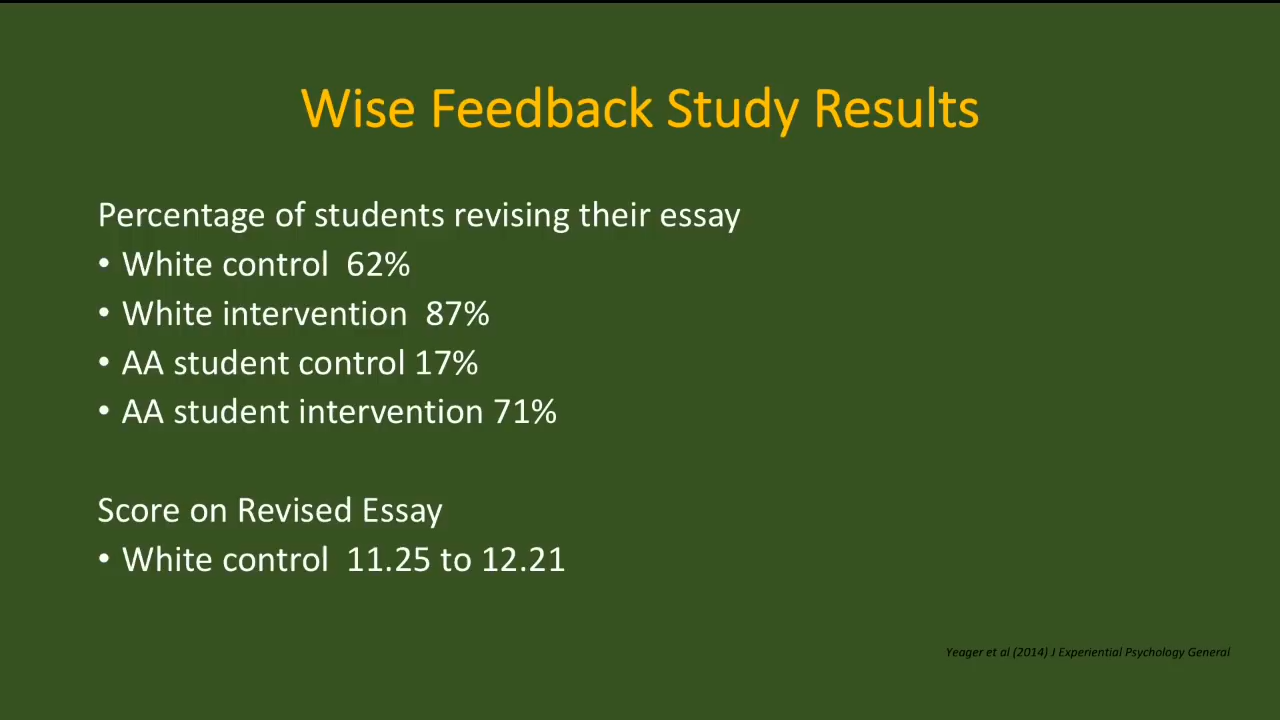 Wise Feedback Study Results
Percentage of students revising their essay
• White control  62%
• White intervention  87%
• AA student control 17%
• AA student intervention 71%
Score on Revised Essay
• White control  11.25 to 12.21
Yeager et al (2014) J Experiential Psychology General